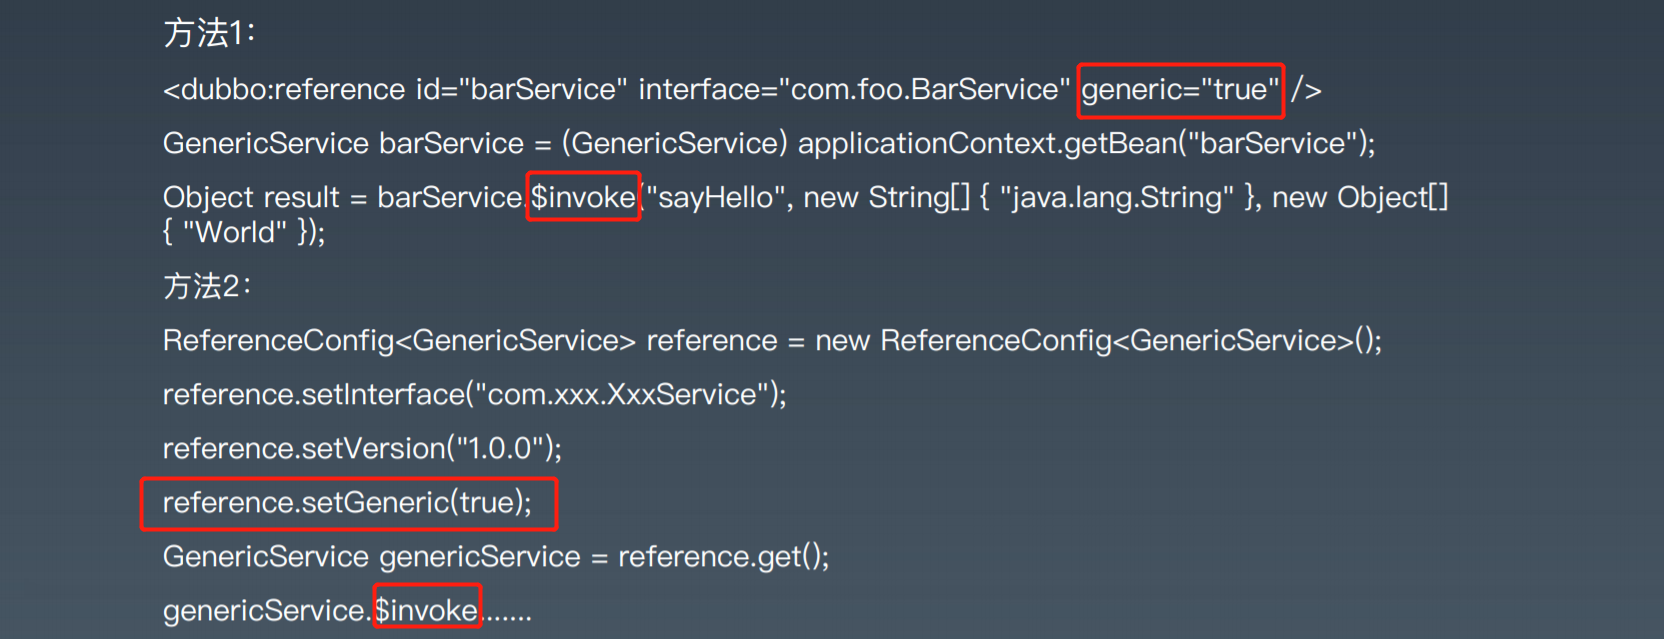 方法1：
<dubbo:reference id="barService" interface="com.foo.BarService" generic="true" />
GenericService barService = (GenericService) applicationContext.getBean("barService");
Object result = barService.$invoke("sayHello", new String[] { "java.lang.String" }, new Object[]
{ "World" });
方法2：
ReferenceConfig<GenericService> reference = new ReferenceConfig<GenericService>();
reference.setInterface("com.xxx.XxxService");
reference.setVersion("1.0.0");
reference.setGeneric(true);
GenericService genericService = reference.get();
genericService.$invoke.......